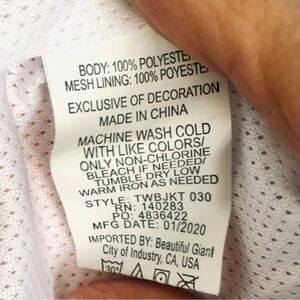 BODY: 100% POLYESTER
MESH LINING: 100% POLYESTE
EXCLUSIVE OF DECORATION
MADE IN CHINA
MACHINE WASH COLD
WITH LIKE COLORS/
ONLY NON-CHLORINE
BLEACH IF NEEDED/
TUMBLE DRY LOW
WARM IRON AS NEEDED
STYLE: TWBJKT 030
RN: 140283
PO: 4836422
MFG DATE: 01/2020
IMPORTED BY: Beautiful Giant
City of Industry, CA, USA
30°